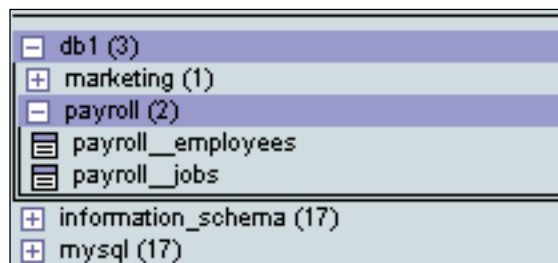 db1 (3)
marketing (1)
payroll (2)
payroll__employees
payroll__jobs
information_schema (17)
mysql (17)